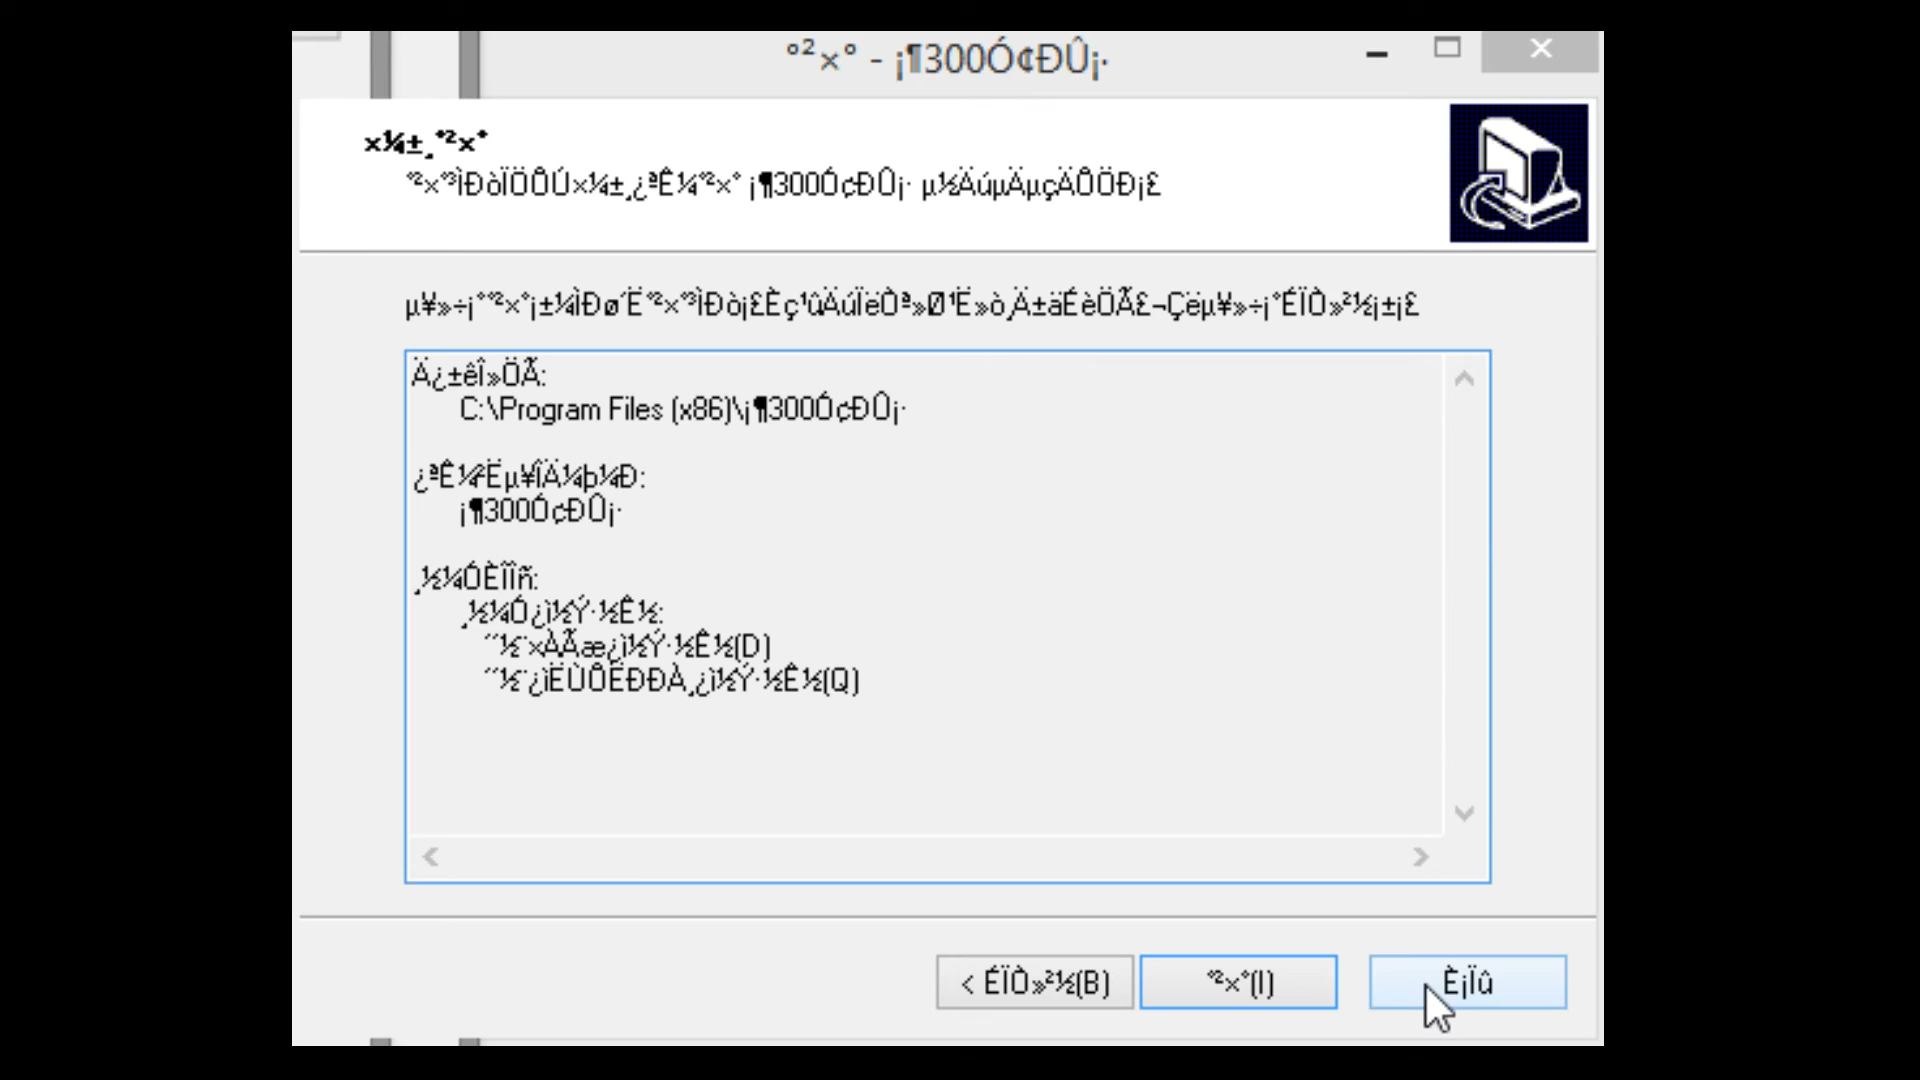 °²×° - ¡¶300Ó¢ÐÛ¡·
×¼±¸°²×°
°²×°³ÌÐòÏÖÔÚ×¼±¸¿ªÊ¼°²×° ¡¶300Ó¢ÐÛ¡· µ½ÄúµÄµçÄÔÖÐ¡£
µ¥»÷¡°°²×°¡±¼ÌÐø´Ë°²×°³ÌÐò¡£Èç¹ûÄúÏëÒª»Ø¹Ë»ò¸Ä±äÉèÖÃ£¬Çëµ¥»÷¡°ÉÏÒ»²½¡±¡£
Ä¿±êÎ»ÖÃ:
C:\Program Files (x86)\¡¶300Ó¢ÐÛ¡·
¿ªÊ¼²Ëµ¥ÎÄ¼þ¼Ð:
¡¶300Ó¢ÐÛ¡·
¸½¼ÓÈÎÎñ:
¸½¼Ó¿ì½Ý·½Ê½:
´´½¨×ÀÃæ¿ì½Ý·½Ê½(D)
´´½¨¿ìËÙÔËÐÐÀ¸¿ì½Ý·½Ê½(Q)
< ÉÏÒ»²½(B)
°²×°(I)
È¡Ïû